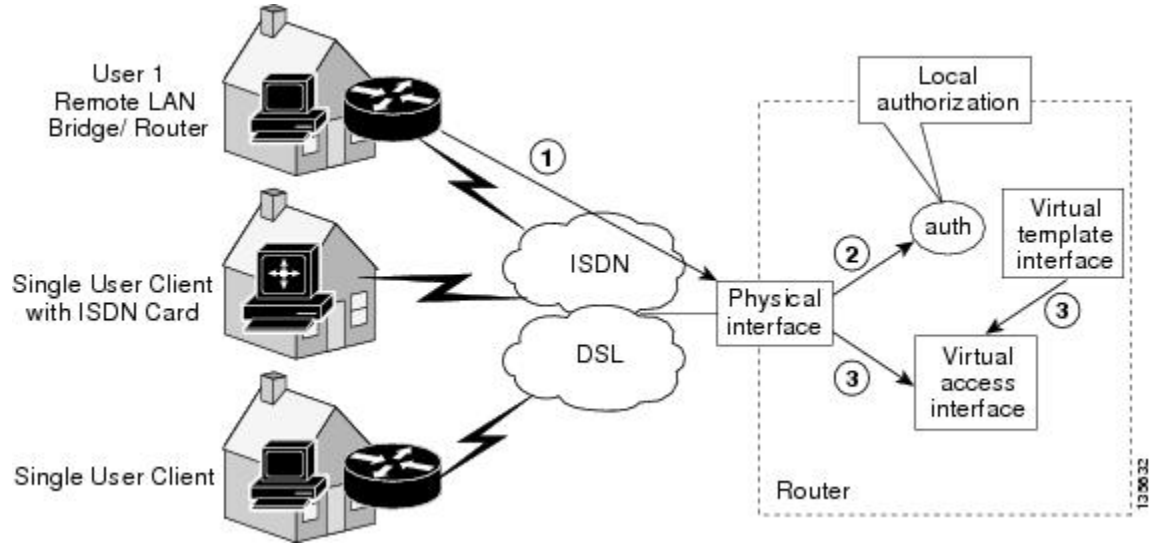 User 1
Remote LAN
Bridge/ Router
Single User Client
with ISDN Card
Single User Client
1
ISDN
DSL
Physical
interface
2
3
Local
authorization
auth
Virtual
template
interface
3
Virtual
access
interface
Router
135632